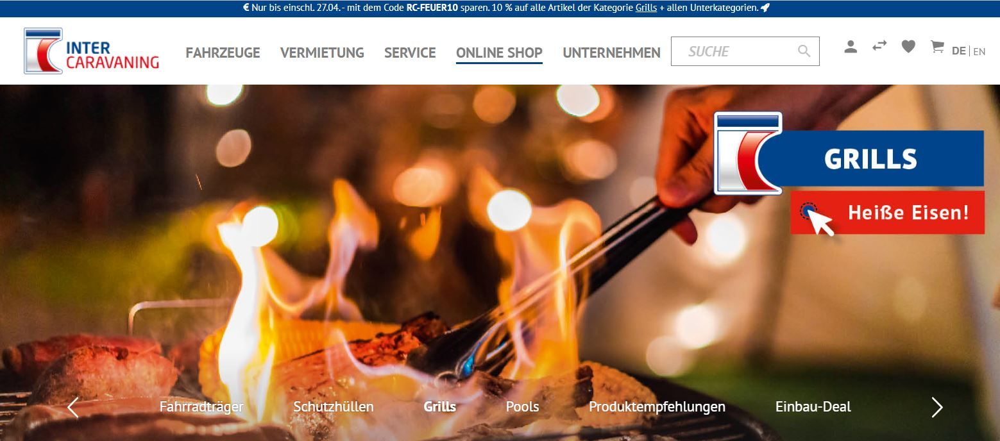 € Nur bis einschl. 27.04. - mit dem Code RC-FEUER10 sparen. 10 % auf alle Artikel der Kategorie Grills + allen Unterkategorien.
INTER
CARAVANING
FAHRZEUGE VERMIETUNG SERVICE ONLINE SHOP UNTERNEHMEN SUCHE DE | EN
GRILLS
Heiße Eisen!
Fahrradträger Schutzhüllen Grills Pools Produktempfehlungen Einbau-Deal